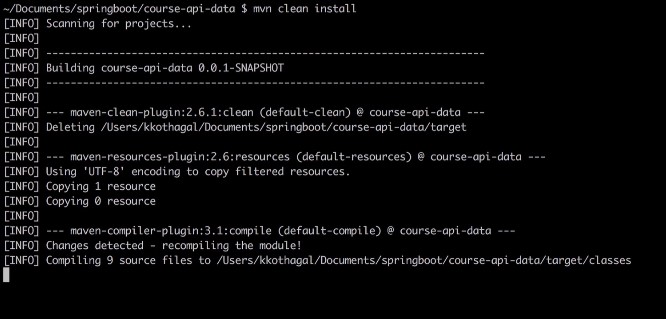 ~/Documents/springboot/course-api-data $ mvn clean install
[INFO] Scanning for projects...
[INFO]
[INFO] ------------------------------------------------------------------------
[INFO] Building course-api-data 0.0.1-SNAPSHOT
[INFO] ------------------------------------------------------------------------
[INFO]
[INFO] --- maven-clean-plugin:2.6.1:clean (default-clean) @ course-api-data ---
[INFO] Deleting /Users/kkothagal/Documents/springboot/course-api-data/target
[INFO]
[INFO] --- maven-resources-plugin:2.6:resources (default-resources) @ course-api-data ---
[INFO] Using 'UTF-8' encoding to copy filtered resources.
[INFO] Copying 1 resource
[INFO] Copying 0 resource
[INFO]
[INFO] --- maven-compiler-plugin:3.1:compile (default-compile) @ course-api-data ---
[INFO] Changes detected - recompiling the module!
[INFO] Compiling 9 source files to /Users/kkothagal/Documents/springboot/course-api-data/target/classes